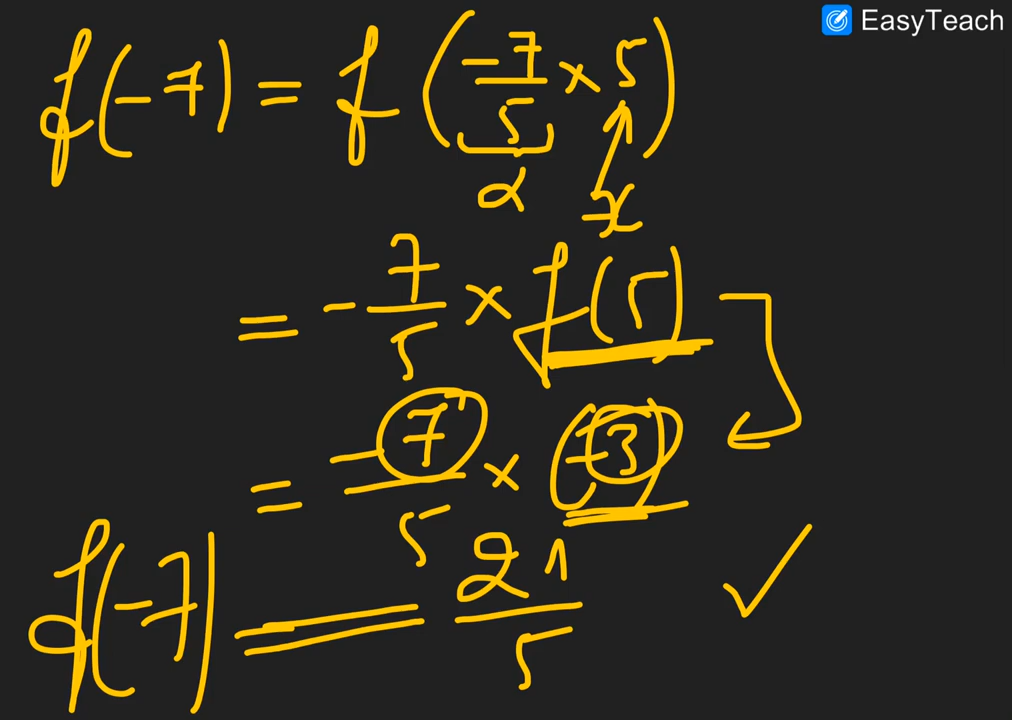 EasyTeach
f(-7) = f(-7/5 × 5)
α x
= -7/5 × f(5)
= -7/5 × (-3)
f(-7) = 21/5 ✓